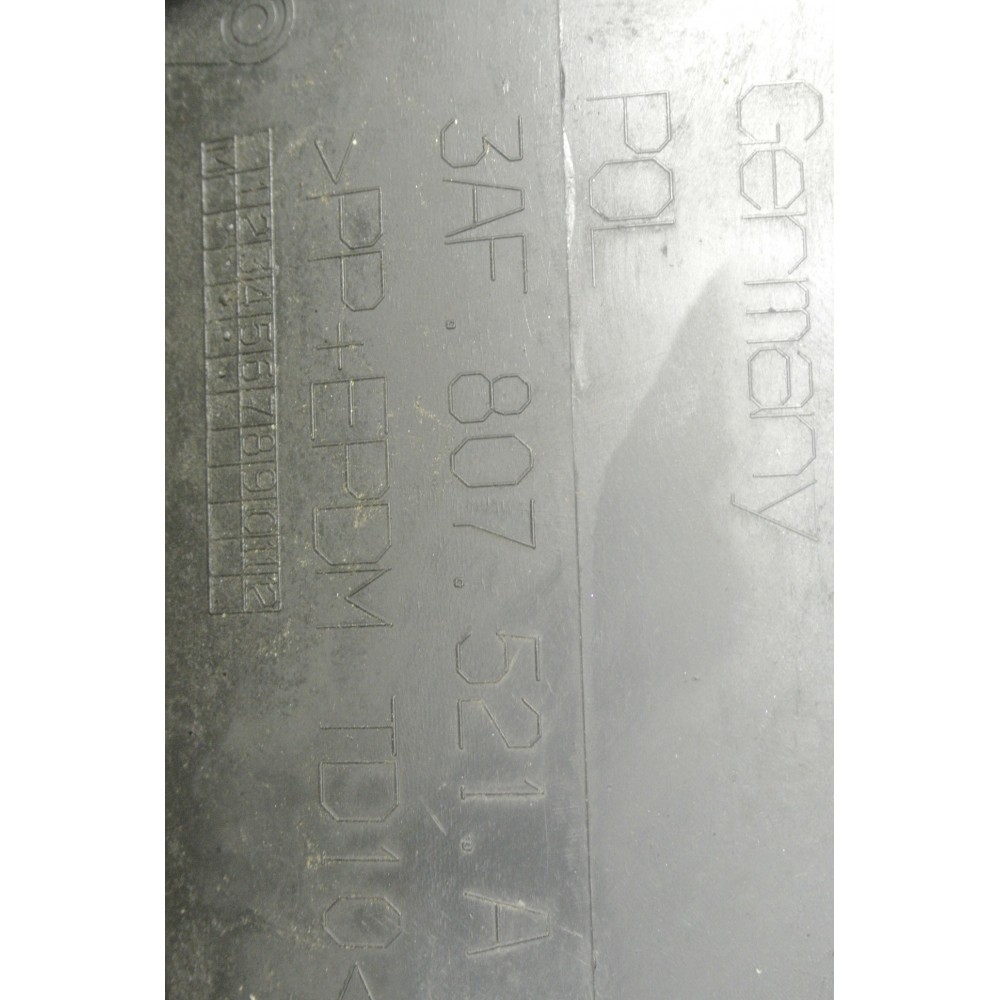 Germany
POL
3AF.807.521.A
>PP+EPDM TD10<
1 2 3 4 5 6 7 8 9 10 11 12
M